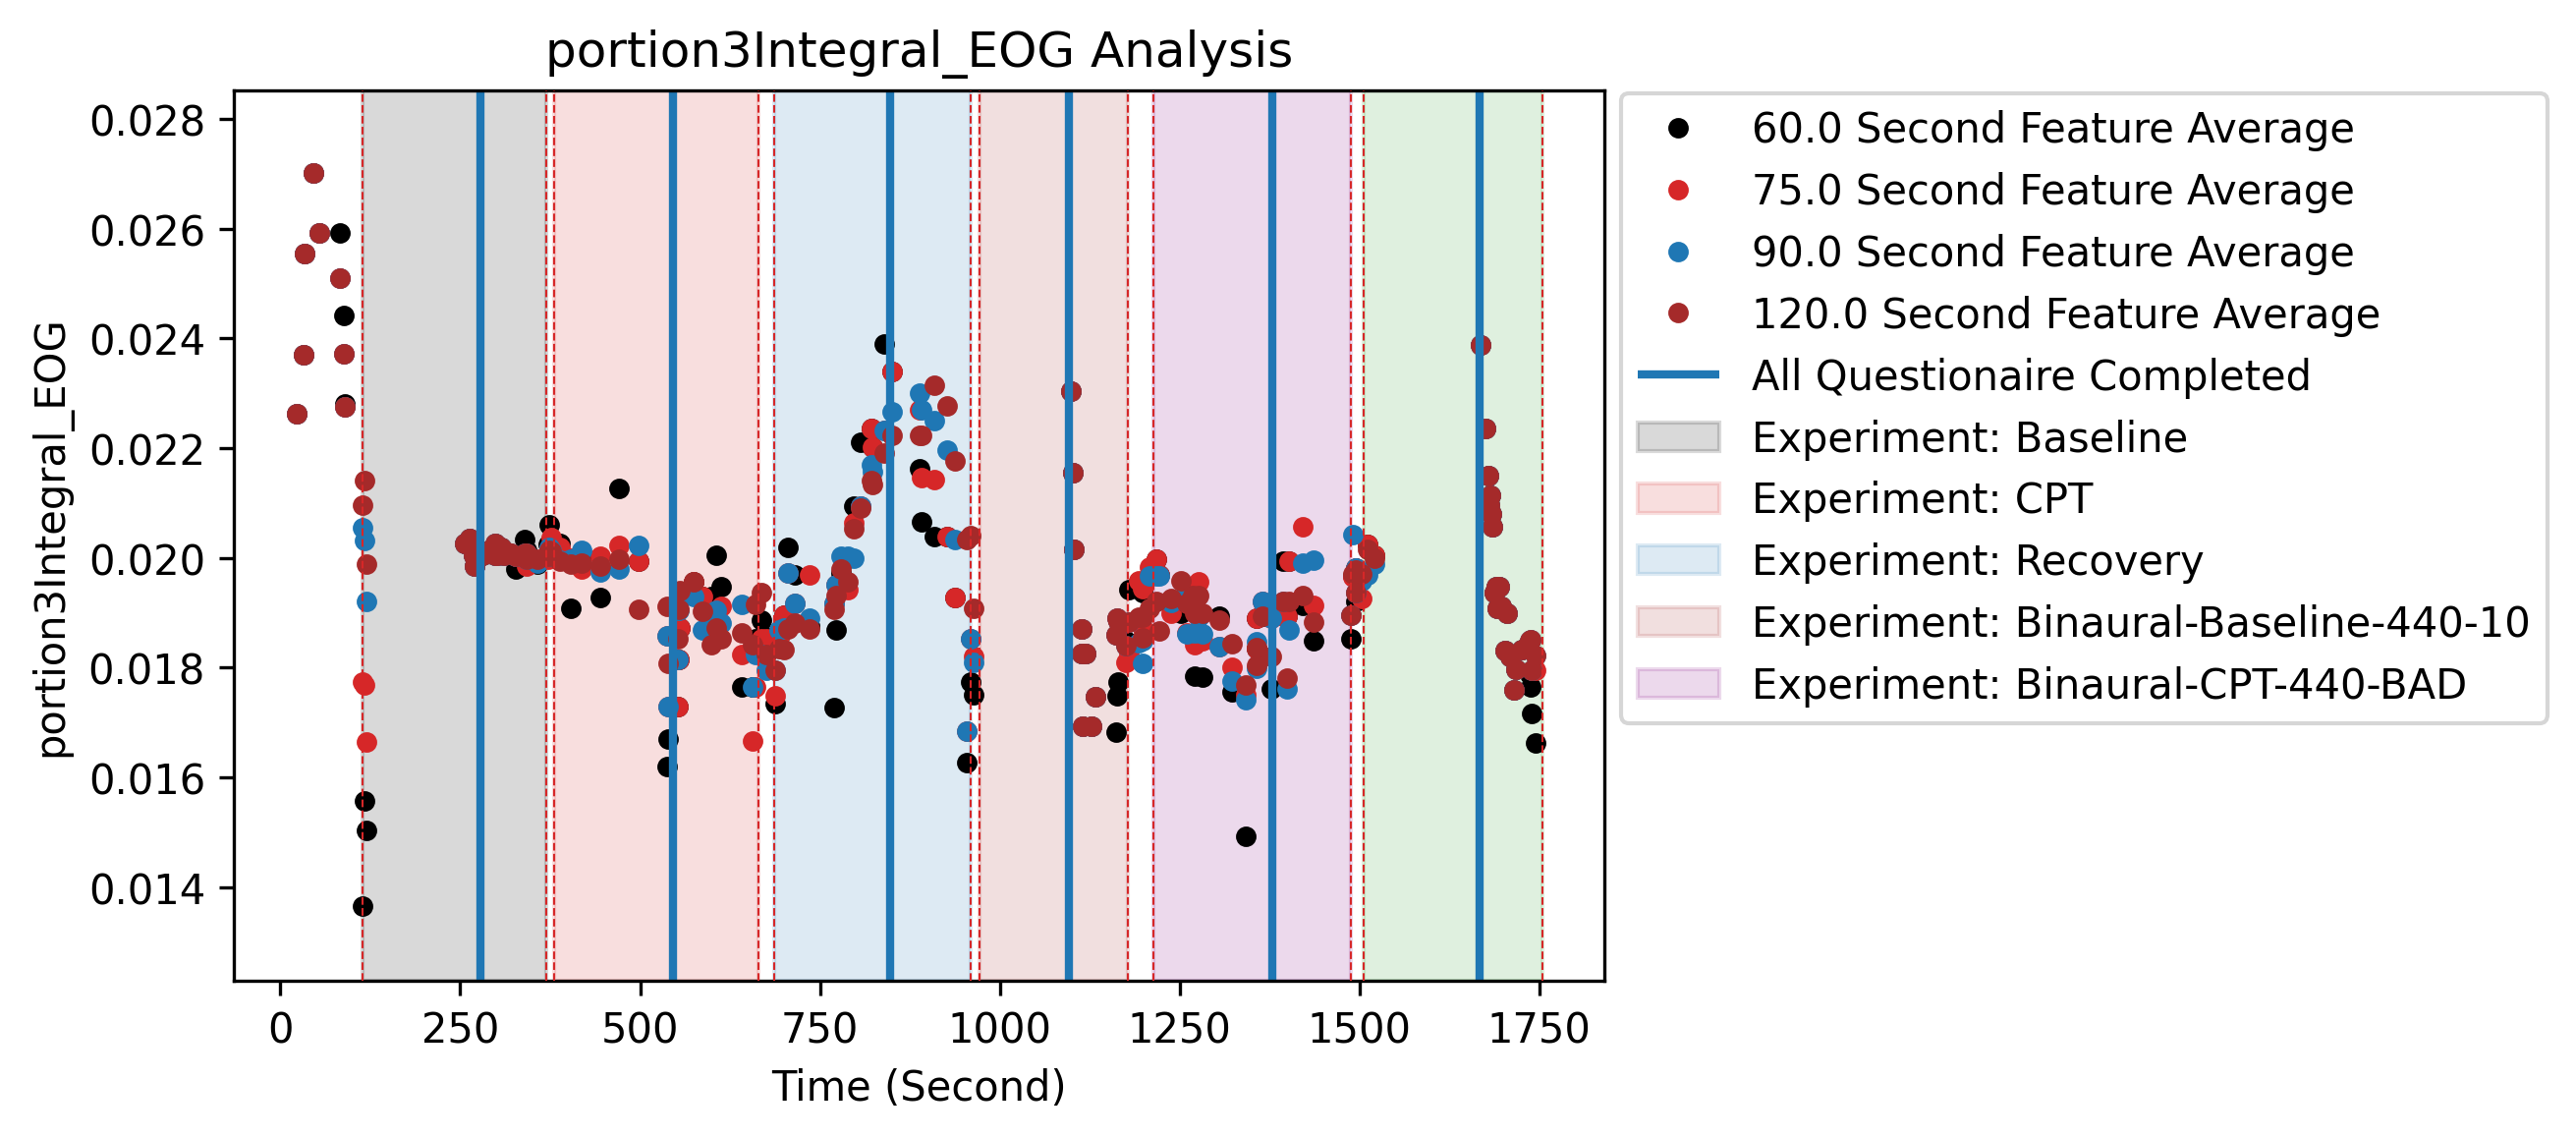 portion3Integral_EOG Analysis
0.028
0.026
0.024
0.022
0.020
0.018
0.016
0.014
portion3Integral_EOG
0 250 500 750 1000 1250 1500 1750
Time (Second)
60.0 Second Feature Average
75.0 Second Feature Average
90.0 Second Feature Average
120.0 Second Feature Average
All Questionaire Completed
Experiment: Baseline
Experiment: CPT
Experiment: Recovery
Experiment: Binaural-Baseline-440-10
Experiment: Binaural-CPT-440-BAD